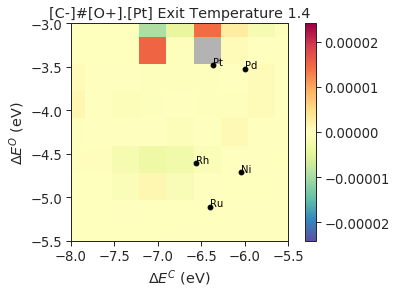 [C-]#[O+].[Pt] Exit Temperature 1.4
−3.0
−3.5
−4.0
−4.5
−5.0
−5.5
ΔE^O (eV)
Pt
Pd
Rh
Ni
Ru
−8.0 −7.5 −7.0 −6.5 −6.0 −5.5
ΔE^C (eV)
0.00002
0.00001
0.00000
−0.00001
−0.00002